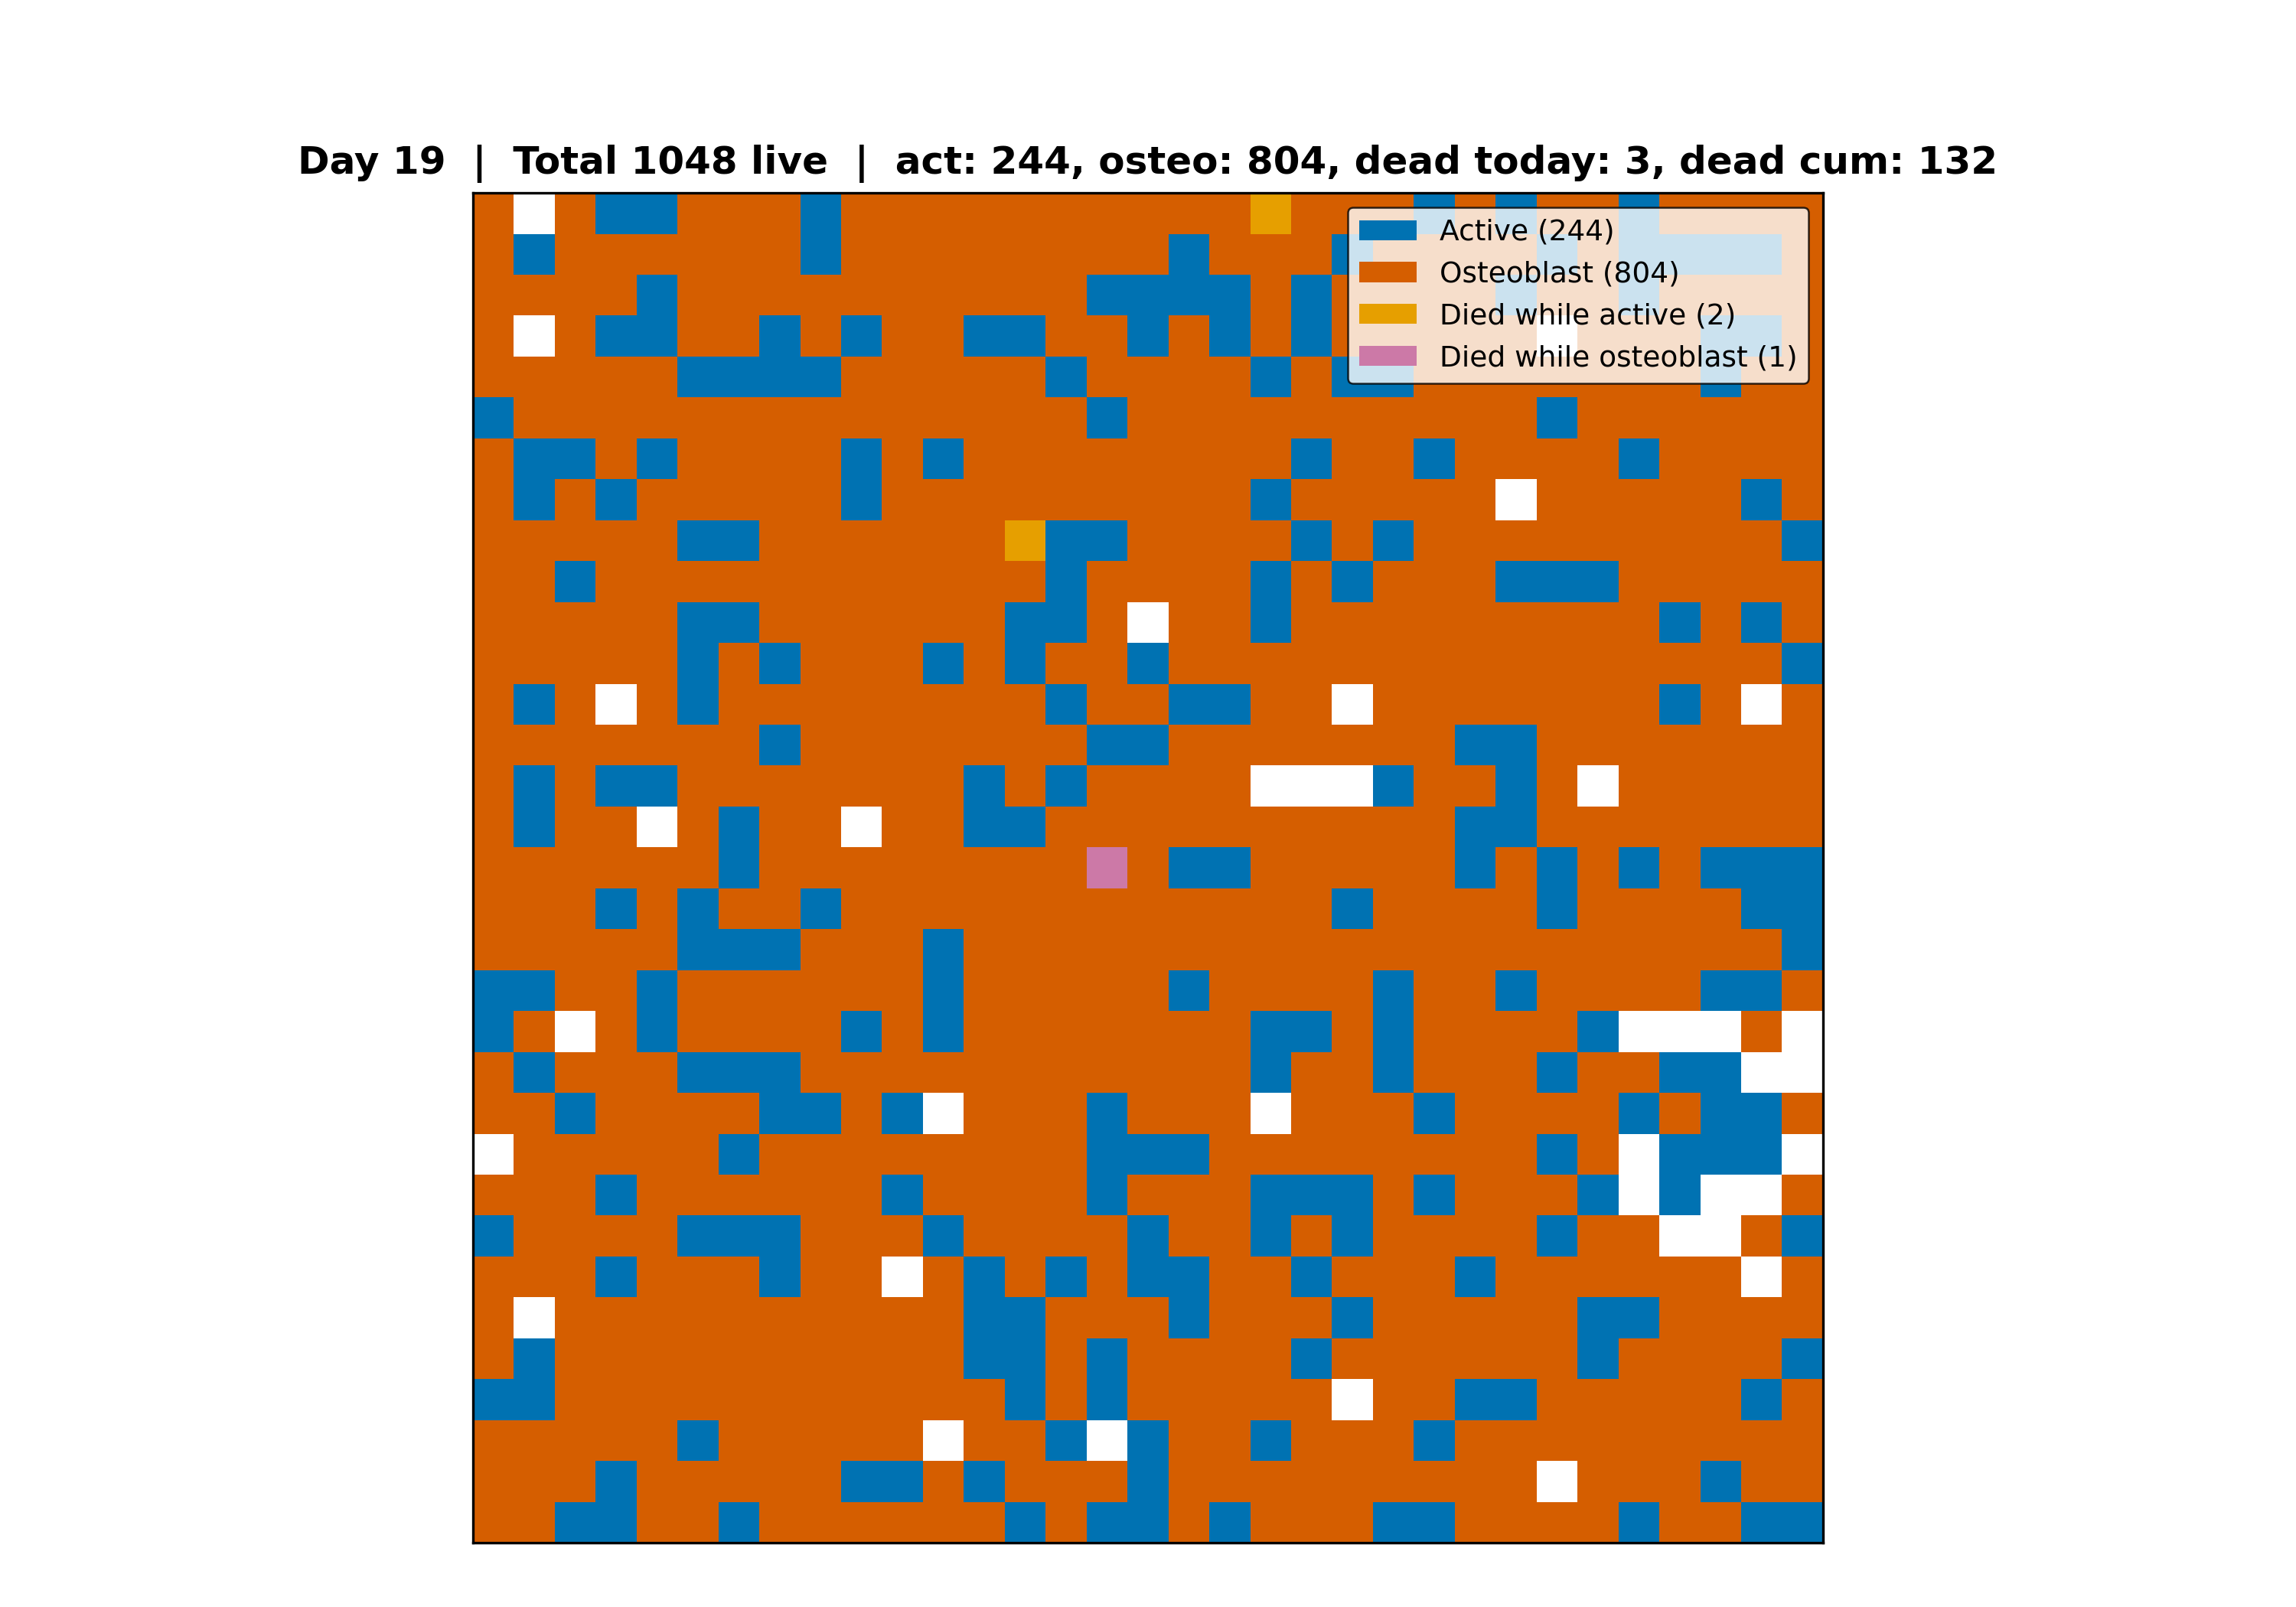 Day 19 | Total 1048 live | act: 244, osteo: 804, dead today: 3, dead cum: 132
Active (244)
Osteoblast (804)
Died while active (2)
Died while osteoblast (1)